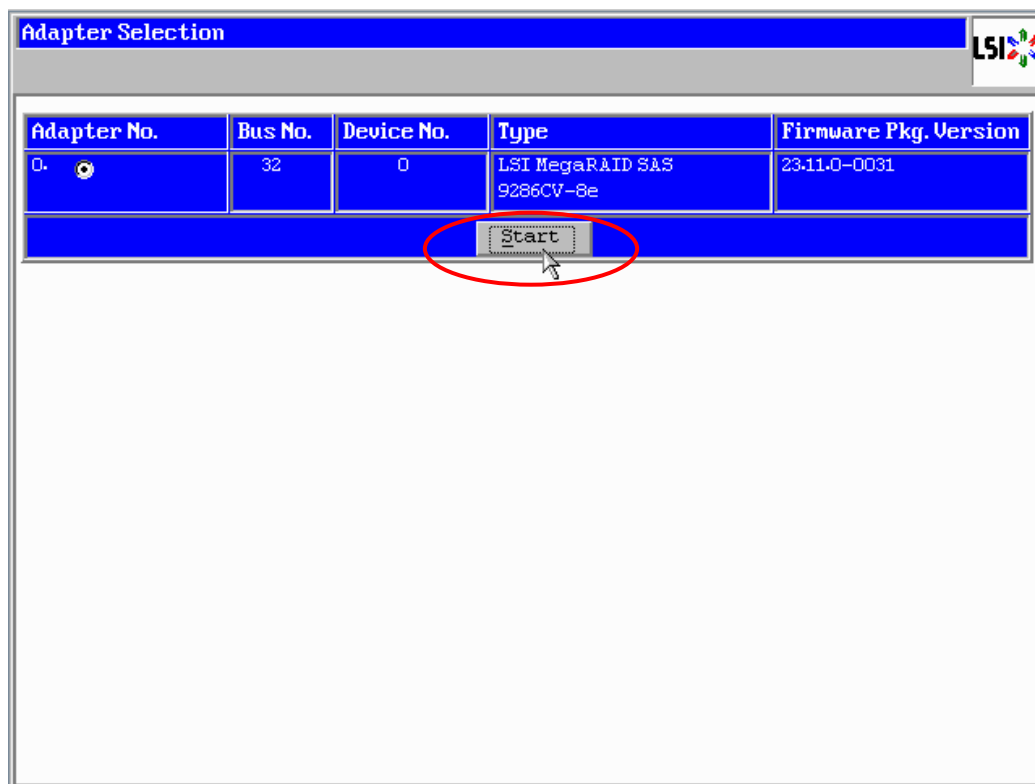 Adapter Selection
LSI
Adapter No. Bus No. Device No. Type Firmware Pkg. Version
0. 32 0 LSI MegaRAID SAS 23.11.0-0031
9286CV-8e
Start